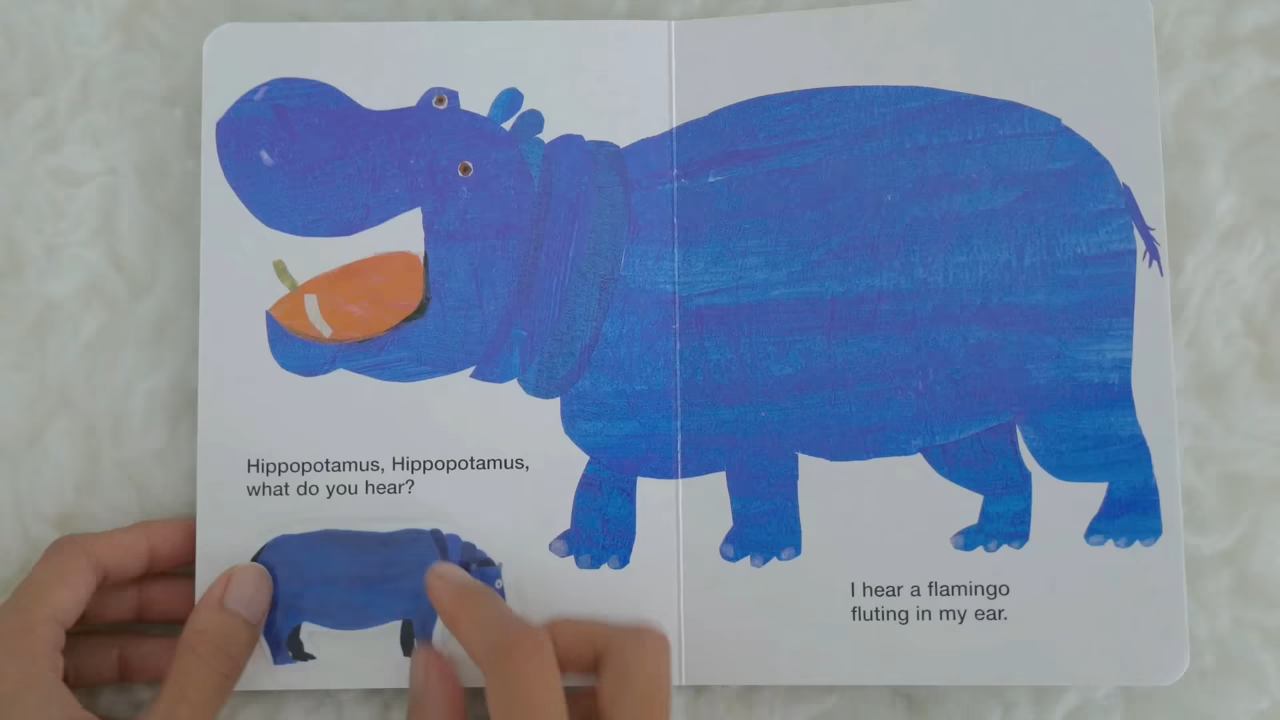 Hippopotamus, Hippopotamus,
what do you hear?
I hear a flamingo
fluting in my ear.